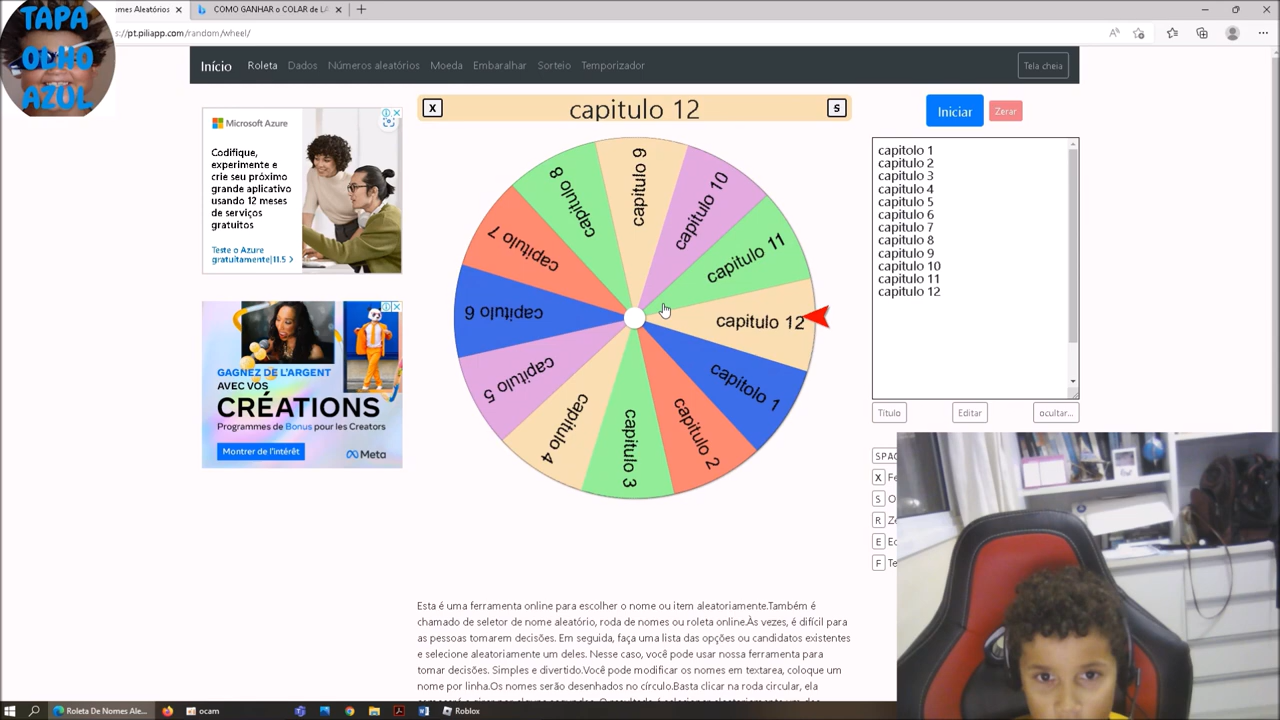 TAPA
OLHO
AZUL
omes Aleatórios
COMO GANHAR o COLAR de LA
s://pt.piliapp.com/random/wheel/
Início
Roleta
Dados
Números aleatórios
Moeda
Embaralhar
Sorteio
Temporizador
Tela cheia
Microsoft Azure
Codifique,
experimente e
crie seu próximo
grande aplicativo
usando 12 meses
de serviços
gratuitos
Teste o Azure
gratuitamente|11.5 >
GAGNEZ DE L'ARGENT
AVEC VOS
CRÉATIONS
Programmes de Bonus pour les Creators
Montrer de l'intérêt
Meta
X
capitulo 12
S
capitulo 9
capitulo 10
capitulo 11
capitulo 12
capitolo 1
capitulo 2
capitulo 3
capitulo 4
capitulo 5
capitulo 6
capitulo 7
capitulo 8
Iniciar
Zerar
capitolo 1
capitulo 2
capitulo 3
capitulo 4
capitulo 5
capitulo 6
capitulo 7
capitulo 8
capitulo 9
capitulo 10
capitulo 11
capitulo 12
Título
Editar
ocultar...
SPAC
X Fe
S O
R Ze
E Ed
F Te
Esta é uma ferramenta online para escolher o nome ou item aleatoriamente.Também é
chamado de seletor de nome aleatório, roda de nomes ou roleta online.Às vezes, é difícil para
as pessoas tomarem decisões. Em seguida, faça uma lista das opções ou candidatos existentes
e selecione aleatoriamente um deles. Nesse caso, você pode usar nossa ferramenta para
tomar decisões. Simples e divertido.Você pode modificar os nomes em textarea, coloque um
nome por linha.Os nomes serão desenhados no círculo.Basta clicar na roda circular, ela
Roleta De Nomes Ale...
ocam
Roblox